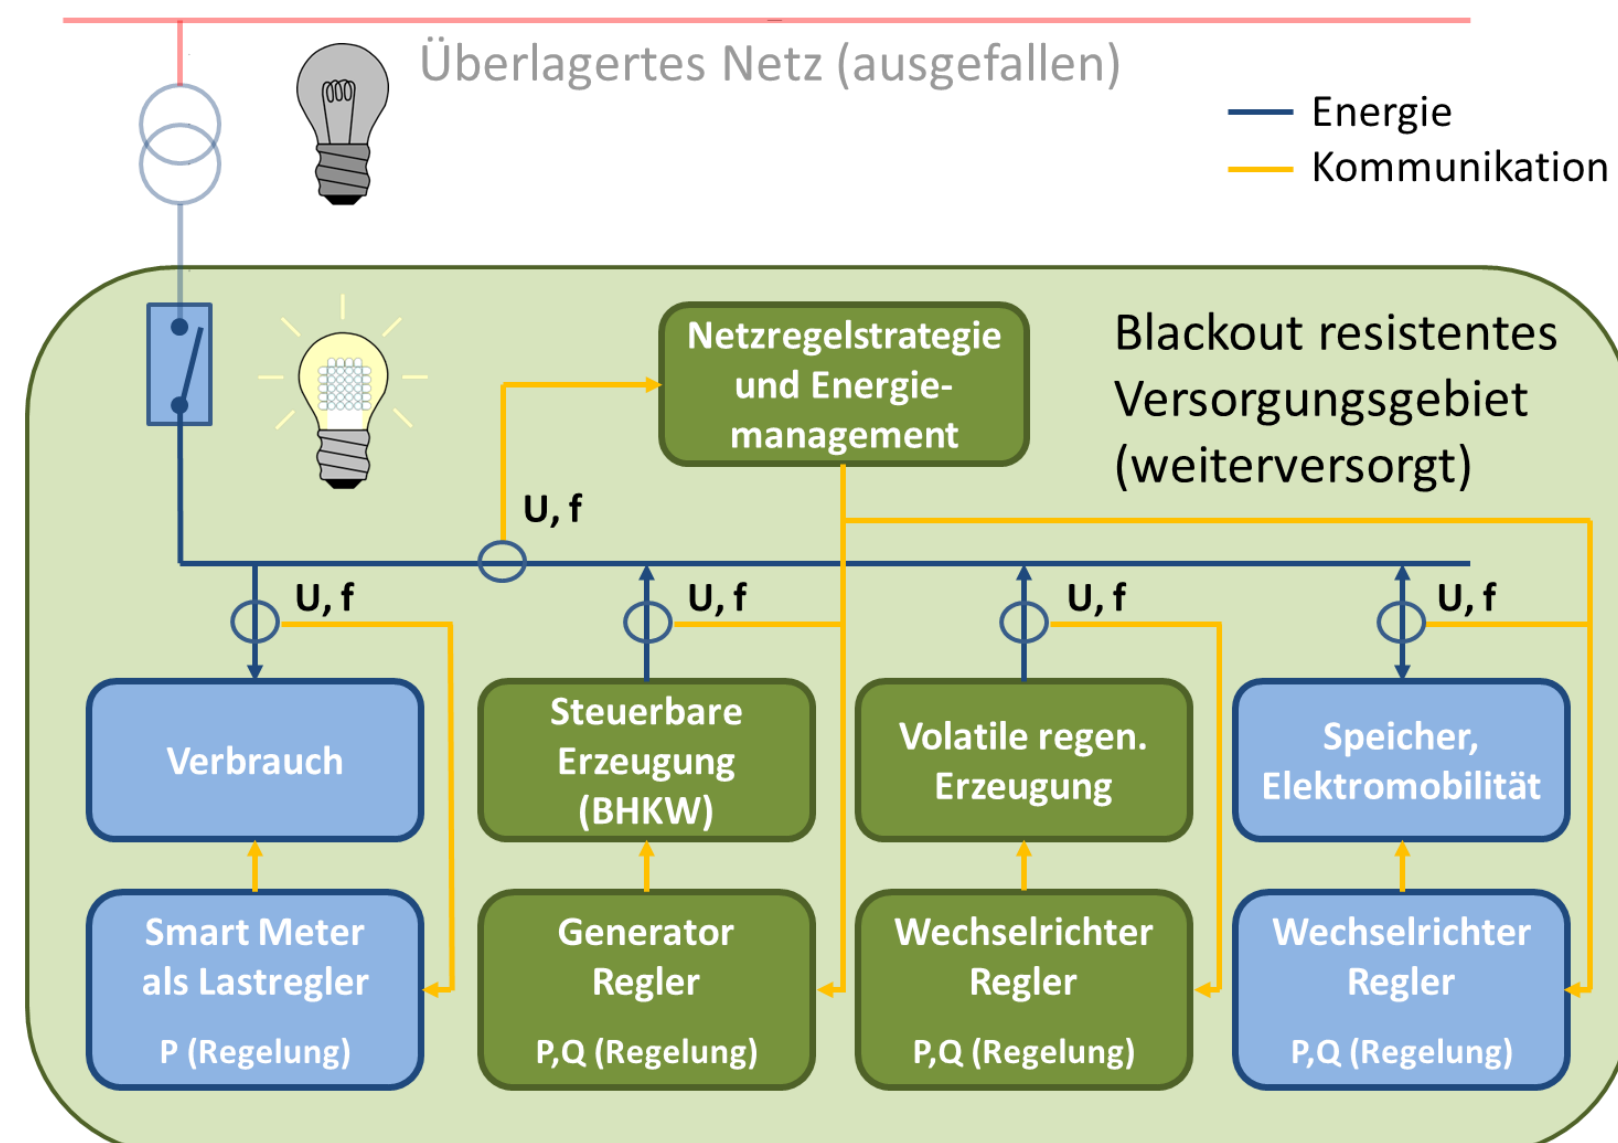 Überlagertes Netz (ausgefallen)
Energie
Kommunikation
Netzregelstrategie
und Energie-
management
Blackout resistentes
Versorgungsgebiet
(weiterversorgt)
U, f
U, f
U, f
U, f
U, f
Verbrauch
Steuerbare
Erzeugung
(BHKW)
Volatile regen.
Erzeugung
Speicher,
Elektromobilität
Smart Meter
als Lastregler
P (Regelung)
Generator
Regler
P,Q (Regelung)
Wechselrichter
Regler
P,Q (Regelung)
Wechselrichter
Regler
P,Q (Regelung)